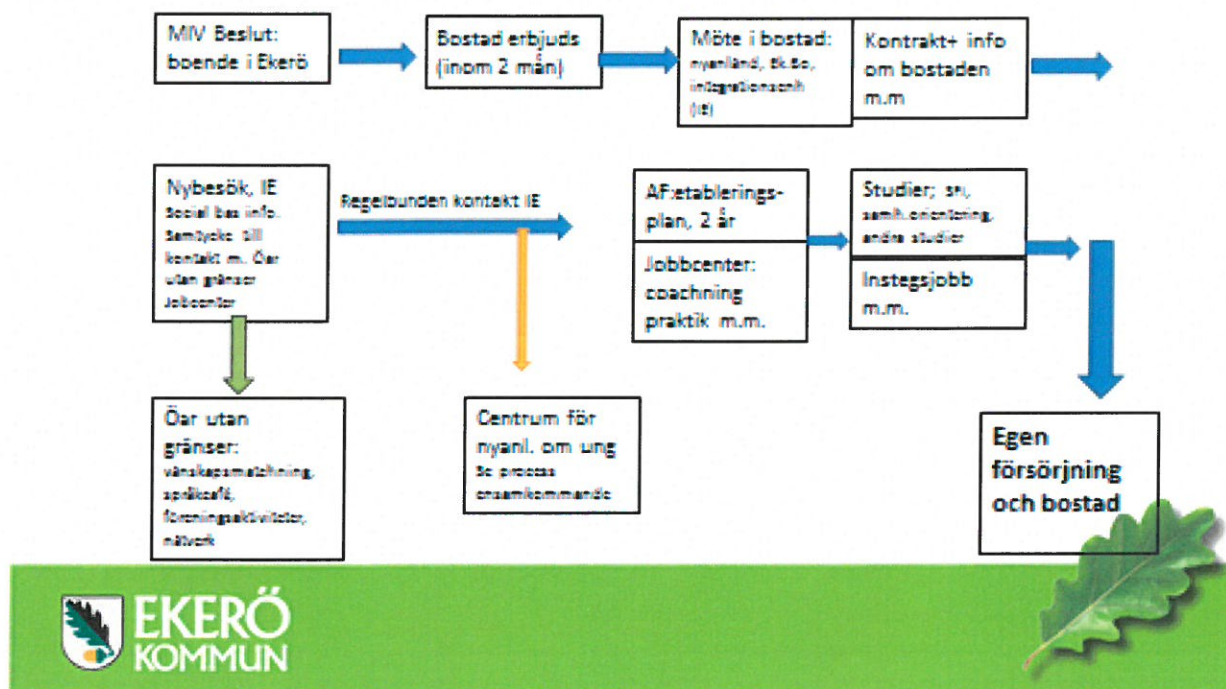 MIV Beslut:
boende i Ekerö
Bostad erbjuds
(inom 2 mån)
Möte i bostad:
nyanländ, Ek.Bo,
integrationsenh
(IE)
Kontrakt+ info
om bostaden
m.m
Nybesök, IE
Social bas info.
Samtycke till
kontakt m. Öar
utan gränser
Jobcenter
Regelbunden kontakt IE
AF:etablerings-
plan, 2 år
Jobbcenter:
coachning
praktik m.m.
Studier; SFI,
samh.orientering,
andra studier
Instegsjobb
m.m.
Öar utan
gränser:
vänskapsmatchning,
språkcafé,
föreningsaktiviteter,
nätverk
Centrum för
nyanl. om ung
Se process
ensamkommande
Egen
försörjning
och bostad
EKERÖ
KOMMUN